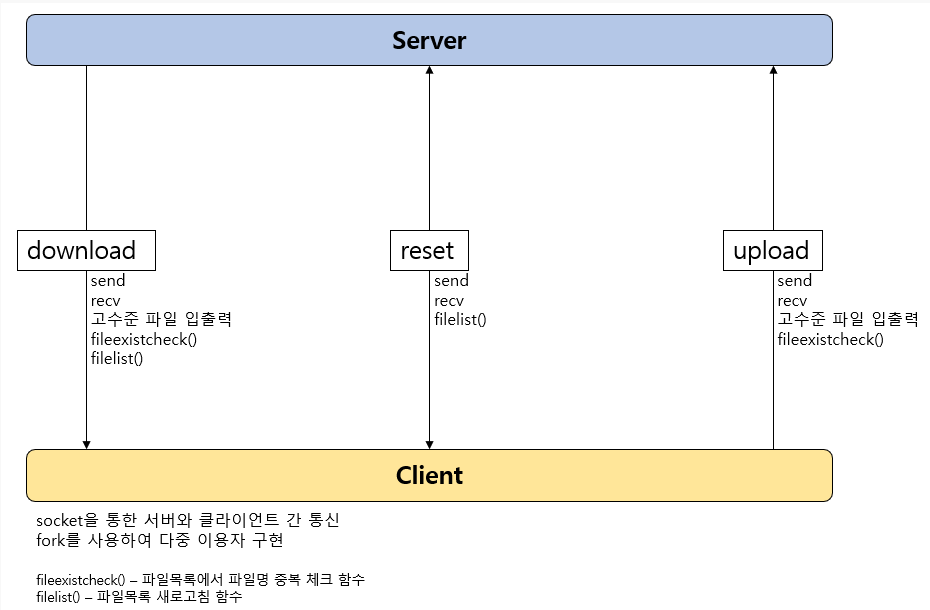 Server
download
send
recv
고수준 파일 입출력
fileexistcheck()
filelist()
reset
send
recv
filelist()
upload
send
recv
고수준 파일 입출력
fileexistcheck()
Client
socket을 통한 서버와 클라이언트 간 통신
fork를 사용하여 다중 이용자 구현
fileexistcheck() – 파일목록에서 파일명 중복 체크 함수
filelist() – 파일목록 새로고침 함수